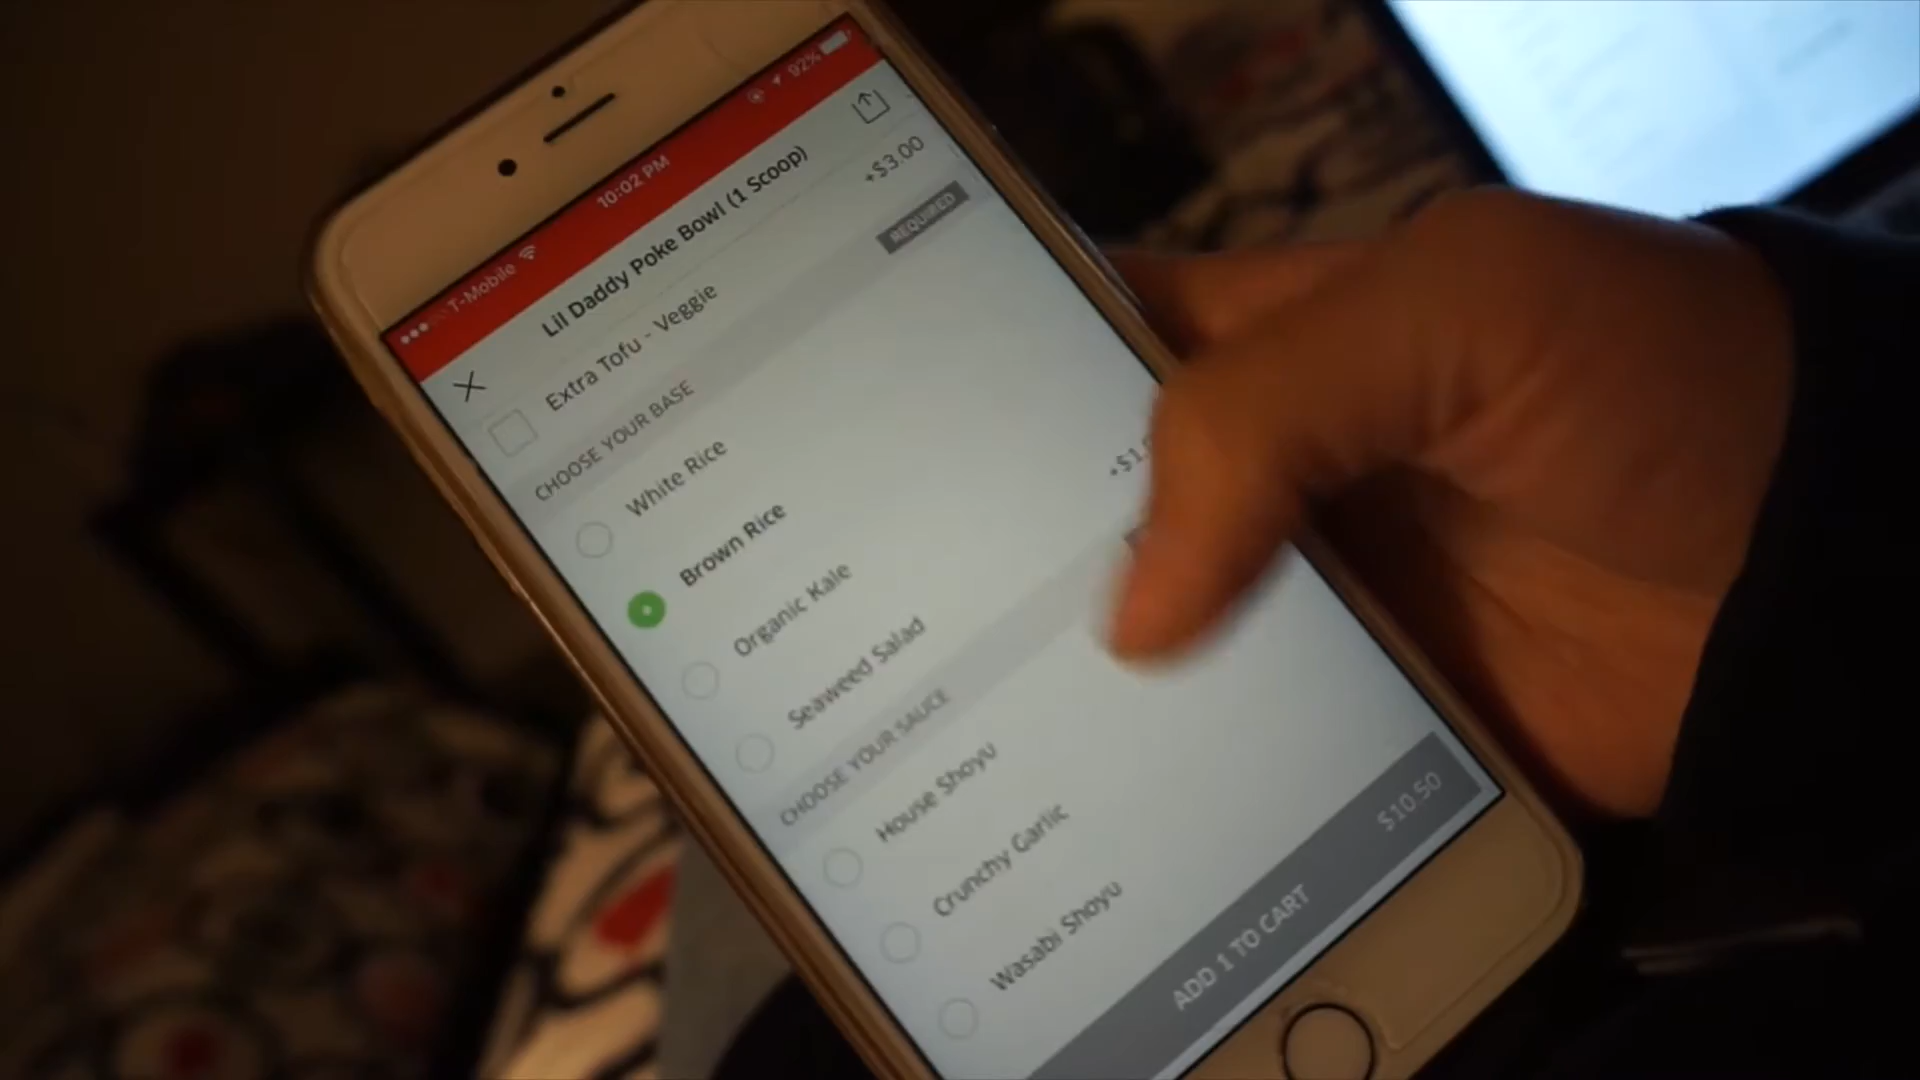 T-Mobile 10:02 PM 92%
Lil Daddy Poke Bowl (1 Scoop)
Extra Tofu - Veggie +$3.00
CHOOSE YOUR BASE REQUIRED
White Rice
Brown Rice
Organic Kale
Seaweed Salad +$1.
CHOOSE YOUR SAUCE
House Shoyu
Crunchy Garlic
Wasabi Shoyu
ADD 1 TO CART $10.50